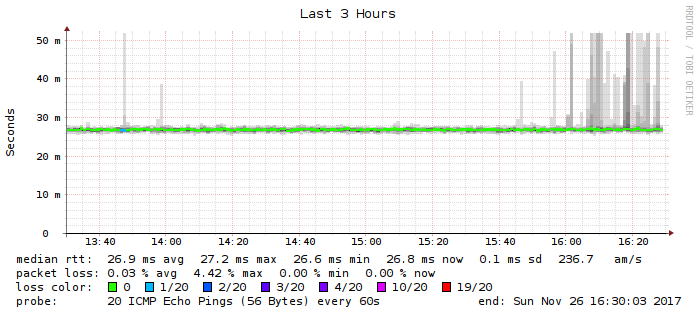 Last 3 Hours
RRDTOOL / TOBI OETIKER
Seconds
50 m
40 m
30 m
20 m
10 m
0
13:40 14:00 14:20 14:40 15:00 15:20 15:40 16:00 16:20
median rtt: 26.9 ms avg 27.2 ms max 26.6 ms min 26.8 ms now 0.1 ms sd 236.7 am/s
packet loss: 0.03 % avg 4.42 % max 0.00 % min 0.00 % now
loss color: 0 1/20 2/20 3/20 4/20 10/20 19/20
probe: 20 ICMP Echo Pings (56 Bytes) every 60s end: Sun Nov 26 16:30:03 2017